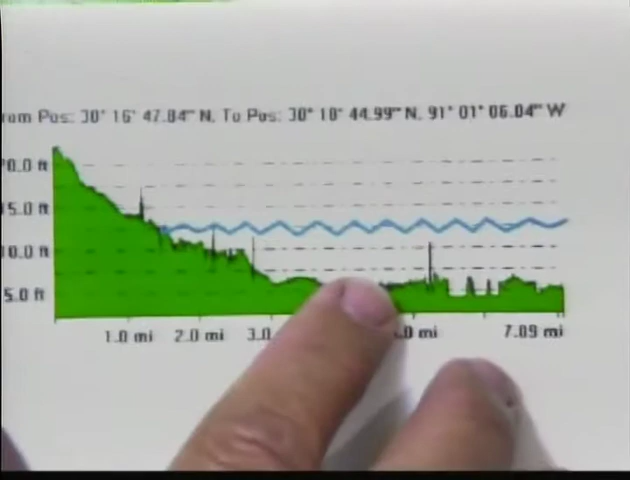 Pos: 30° 16' 47.84" N, To Pos: 30° 10' 44.99" N, 91° 01' 06.04" W
0.0 ft
5.0 ft
0.0 ft
5.0 ft
1.0 mi 2.0 mi 3.0 .0 mi 7.09 mi